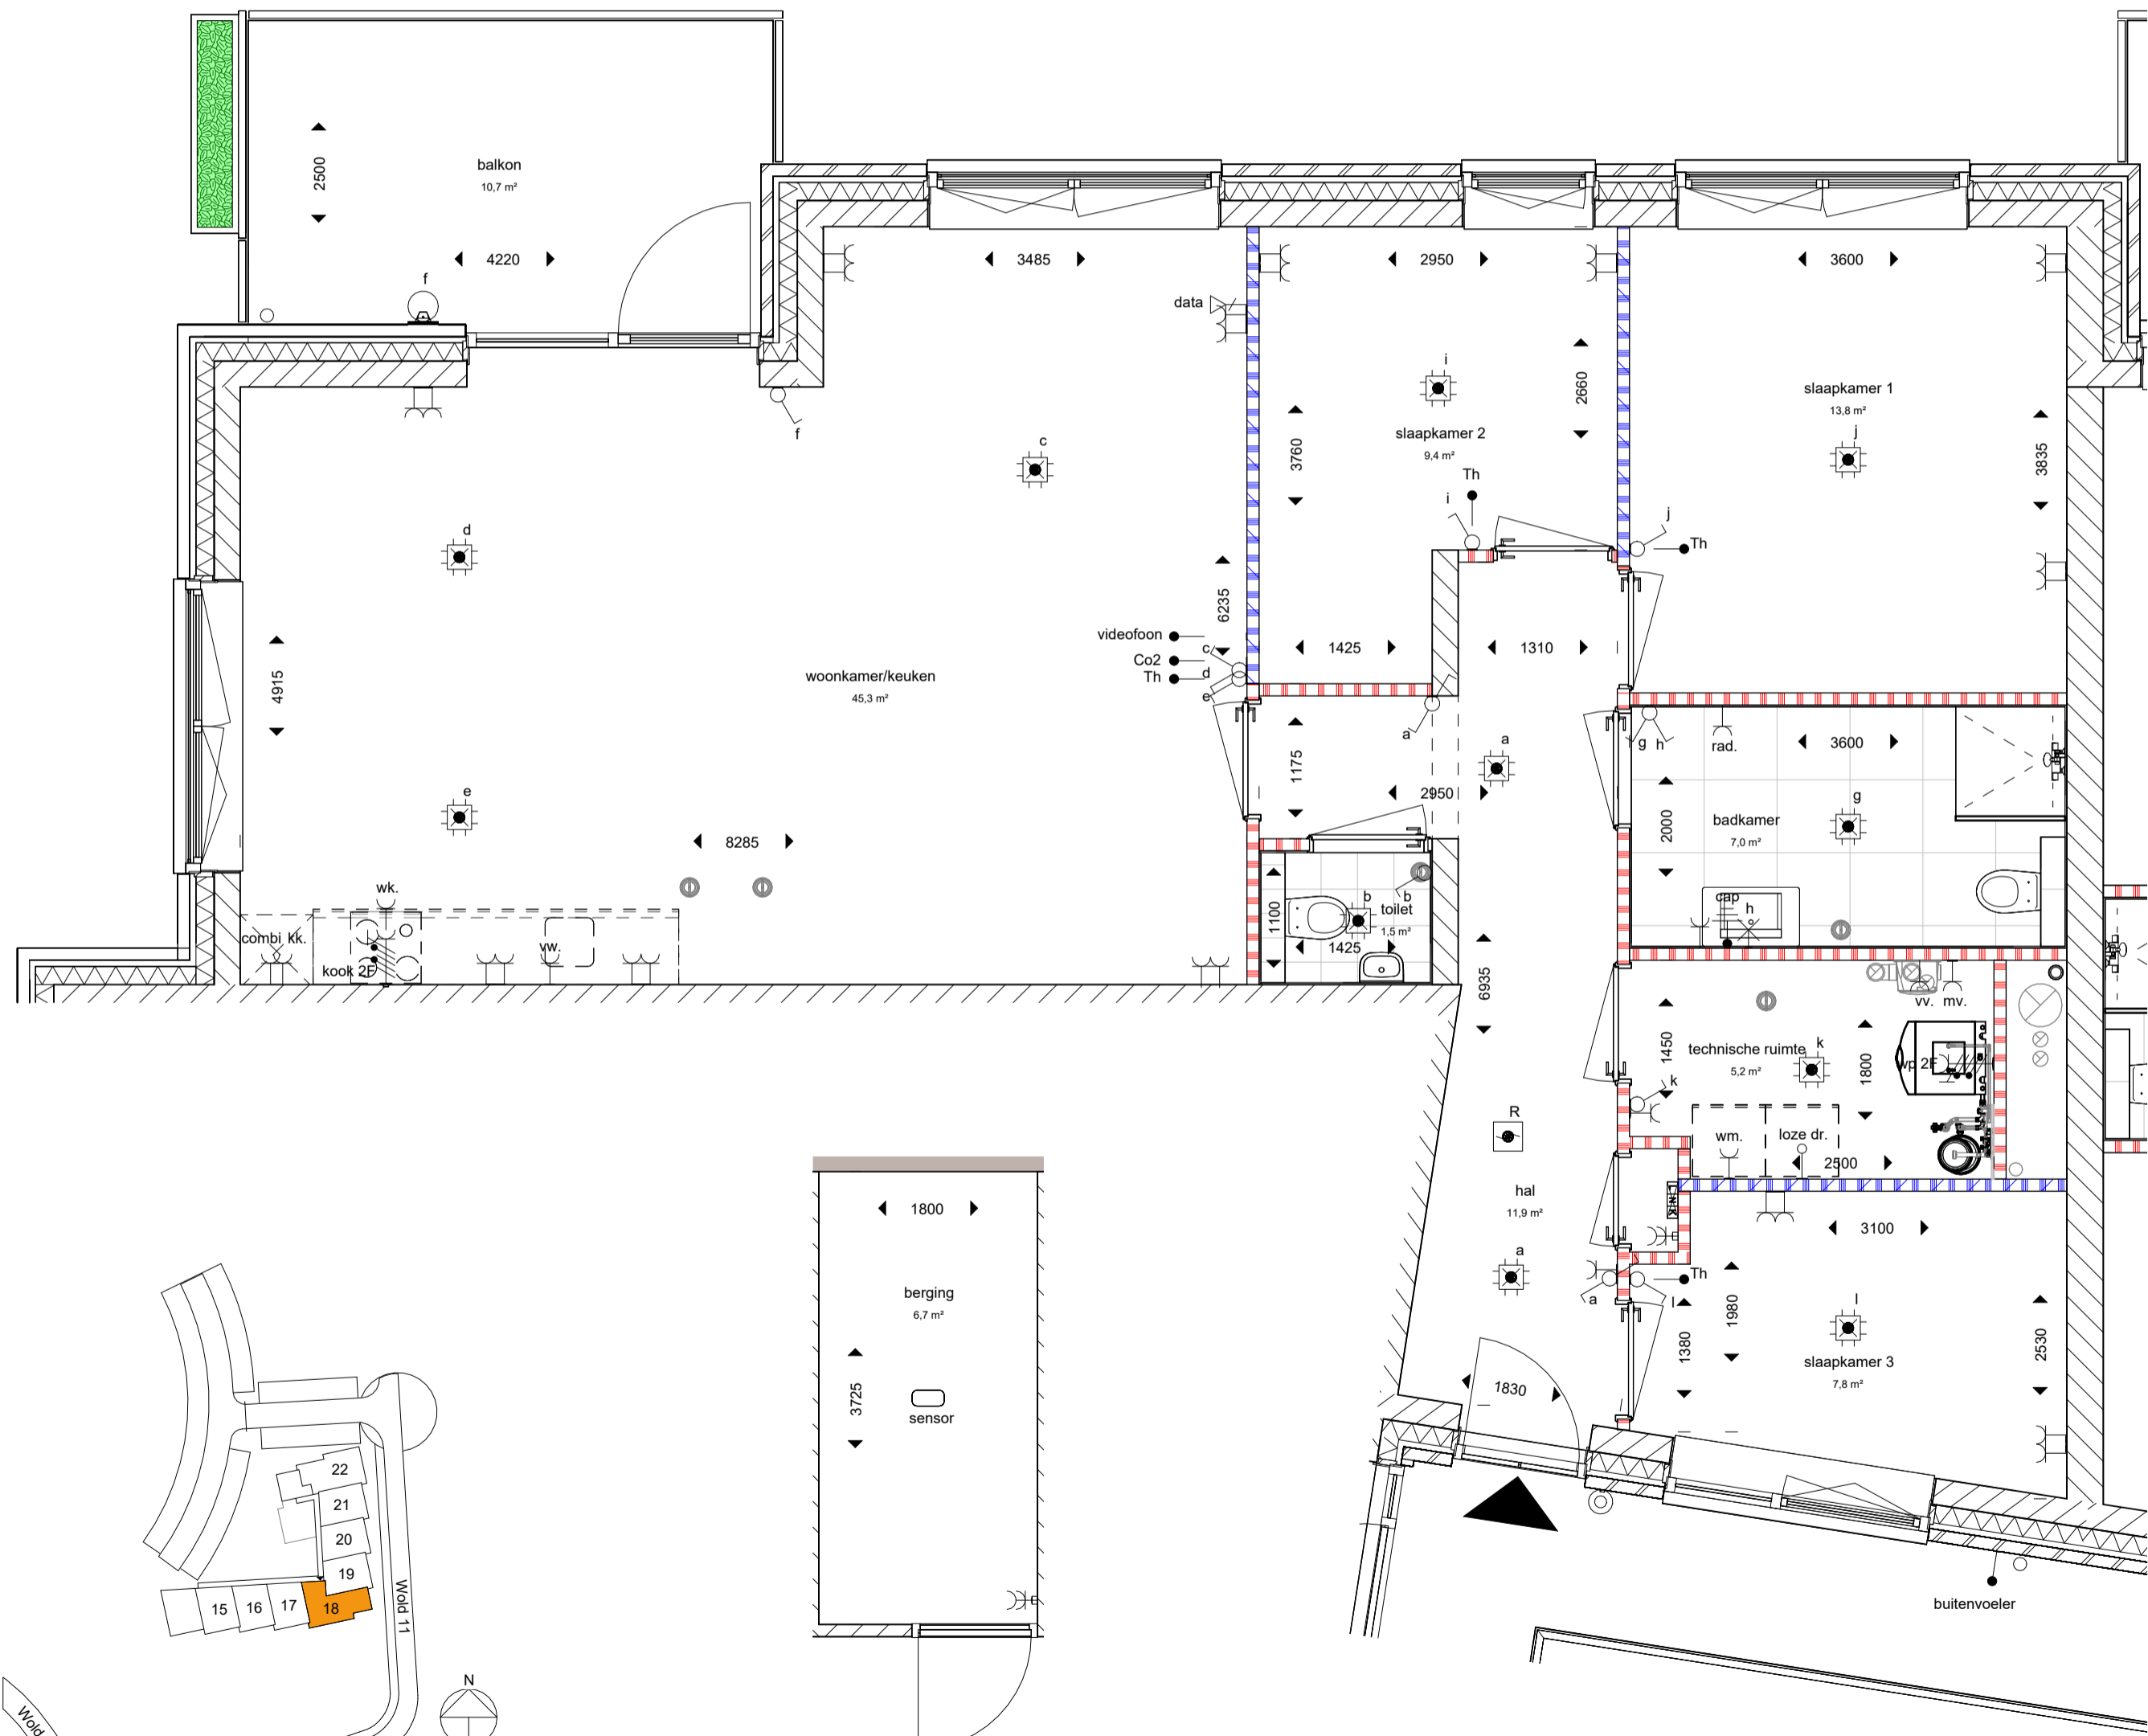 balkon
10,7 m²
2500
4220
f
3485
2950
3600
data
i
2660
slaapkamer 1
13,8 m²
j
slaapkamer 2
9,4 m²
3760
3835
f
c
Th
i
j
Th
d
6235
videofoon
Co2
Th
c
d
e
1425
1310
woonkamer/keuken
45,3 m²
4915
a
a
g
h
rad.
3600
1175
2950
e
g
badkamer
7,0 m²
2000
8285
wk.
combi kk.
kook 2F
vw.
1100
b
b
toilet
1,5 m²
1425
cap
h
6935
vv.
mv.
1450
technische ruimte
5,2 m²
k
1800
wp 2F
k
R
wm.
loze dr.
2500
hal
11,9 m²
3100
1800
a
Th
a
l
1980
1380
l
2530
slaapkamer 3
7,8 m²
berging
6,7 m²
3725
sensor
1830
22
21
20
19
18
17
16
15
Wold 11
buitenvoeler
N
Wold